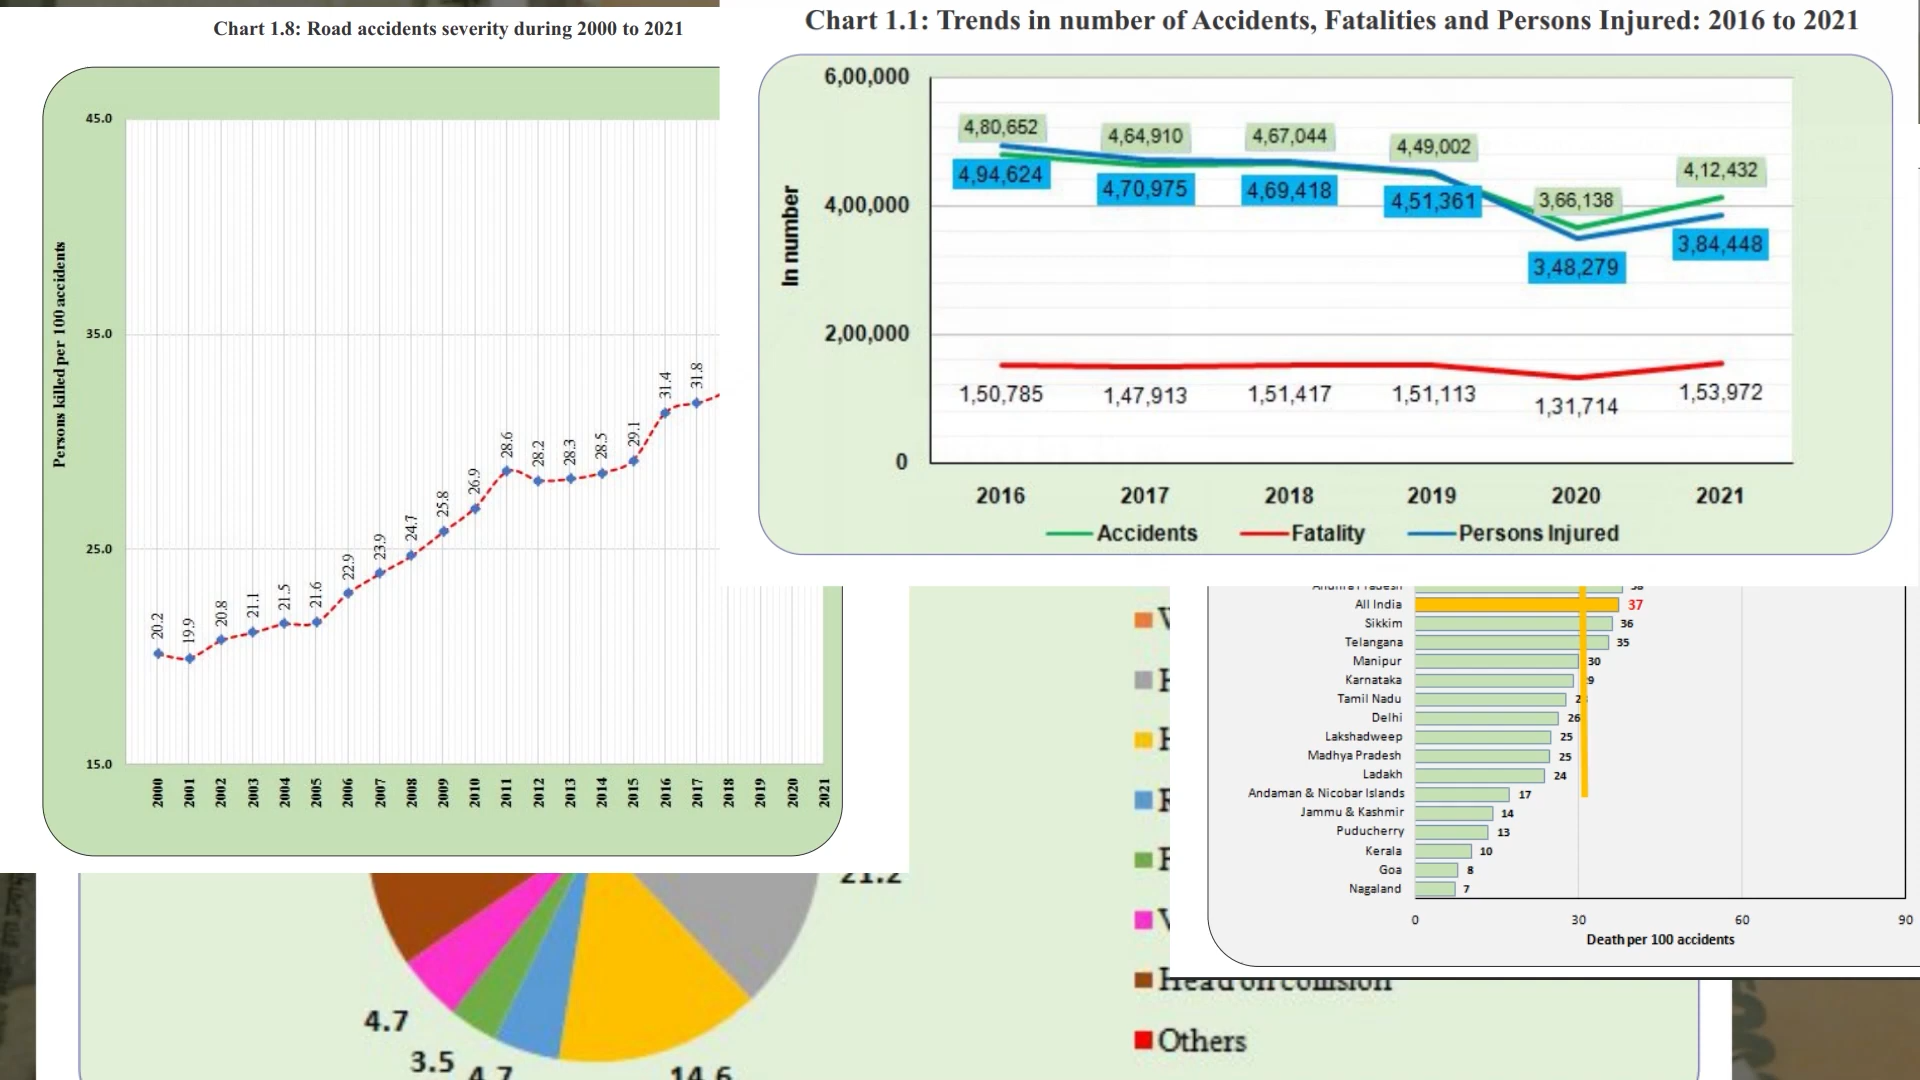 Chart 1.8: Road accidents severity during 2000 to 2021
Persons killed per 100 accidents
45.0
35.0
25.0
15.0
20.2
19.9
20.8
21.1
21.5
21.6
22.9
23.9
24.7
25.8
26.9
28.6
28.2
28.3
28.5
29.1
31.4
31.8
2000
2001
2002
2003
2004
2005
2006
2007
2008
2009
2010
2011
2012
2013
2014
2015
2016
2017
2018
2019
2020
2021
Chart 1.1: Trends in number of Accidents, Fatalities and Persons Injured: 2016 to 2021
In number
6,00,000
4,00,000
2,00,000
0
4,80,652
4,64,910
4,67,044
4,49,002
3,66,138
4,12,432
4,94,624
4,70,975
4,69,418
4,51,361
3,48,279
3,84,448
1,50,785
1,47,913
1,51,417
1,51,113
1,31,714
1,53,972
2016 2017 2018 2019 2020 2021
Accidents Fatality Persons Injured
Andhra Pradesh
All India 37
Sikkim 36
Telangana 35
Manipur 30
Karnataka
Tamil Nadu
Delhi 26
Lakshadweep 25
Madhya Pradesh 25
Ladakh 24
Andaman & Nicobar Islands 17
Jammu & Kashmir 14
Puducherry 13
Kerala 10
Goa 8
Nagaland 7
0 30 60 90
Death per 100 accidents
21.2
4.7
3.5
4.7
14.6
Head on collision
Others